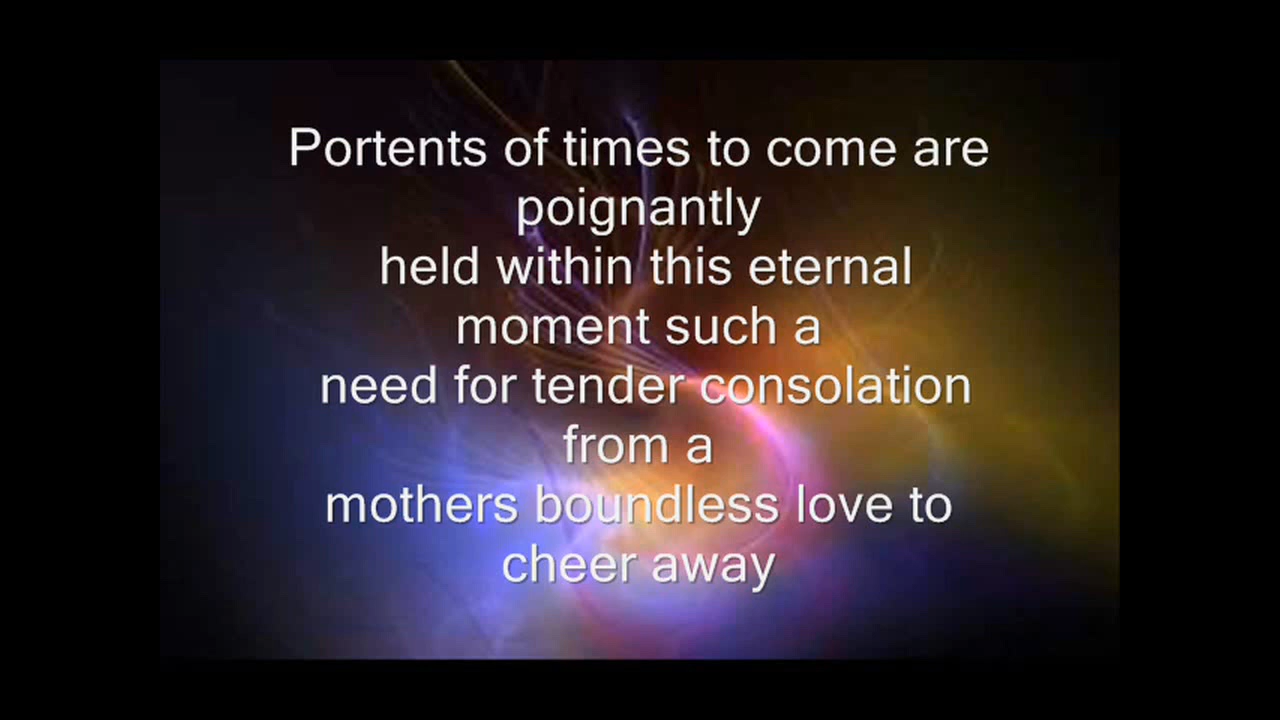 Portents of times to come are
poignantly
held within this eternal
moment such a
need for tender consolation
from a
mothers boundless love to
cheer away